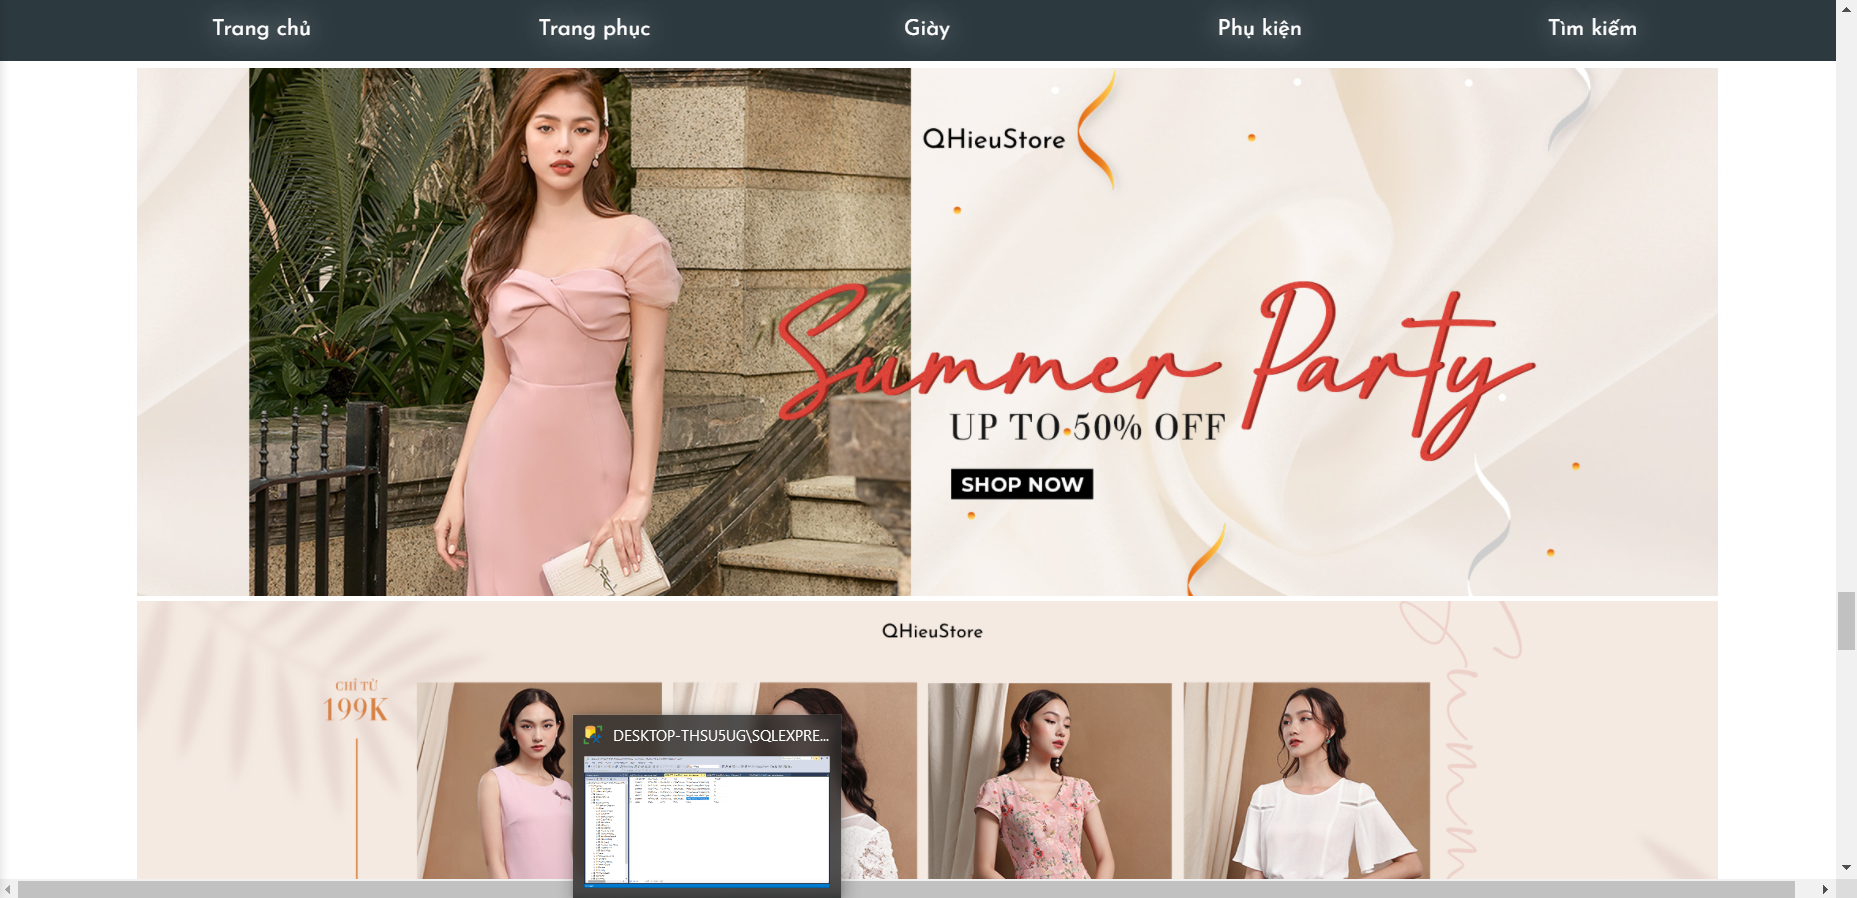 Trang chủ
Trang phục
Giày
Phụ kiện
Tìm kiếm
QHieuStore
Summer Party
UP TO 50% OFF
SHOP NOW
QHieuStore
CHỈ TỪ
199K
Summ
DESKTOP-THSU5UG\SQLEXPRE...